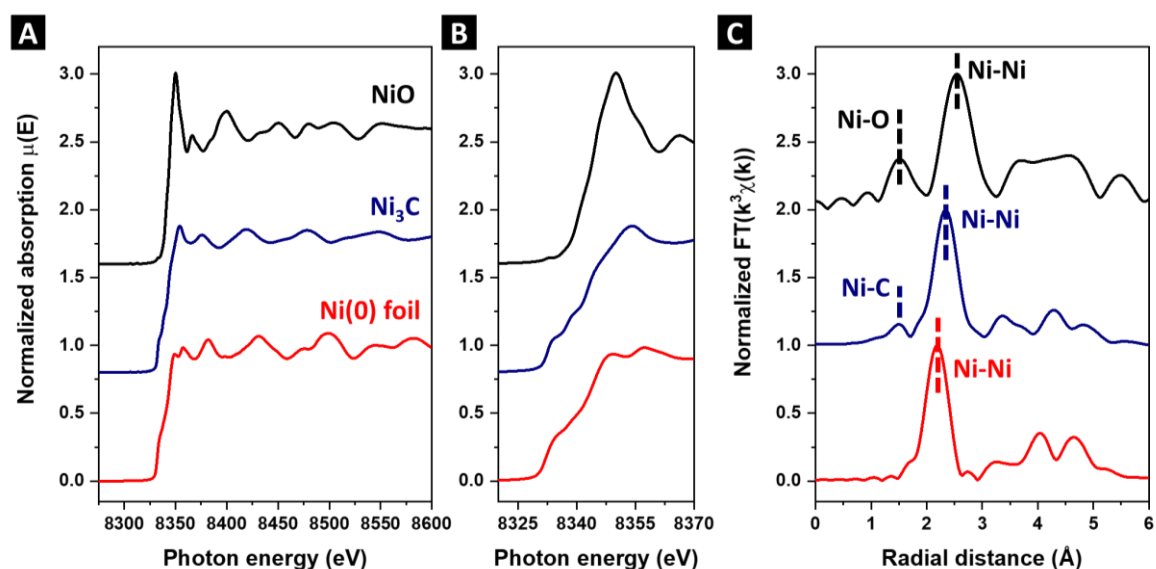 A
Normalized absorption μ(E)
3.0
2.5
2.0
1.5
1.0
0.5
0.0
NiO
Ni₃C
Ni(0) foil
8300 8350 8400 8450 8500 8550 8600
Photon energy (eV)
B
3.0
2.5
2.0
1.5
1.0
0.5
0.0
8325 8340 8355 8370
Photon energy (eV)
C
Normalized FT(k³χ(k))
3.0
2.5
2.0
1.5
1.0
0.5
0.0
Ni-Ni
Ni-O
Ni-Ni
Ni-C
Ni-Ni
0 1 2 3 4 5 6
Radial distance (Å)